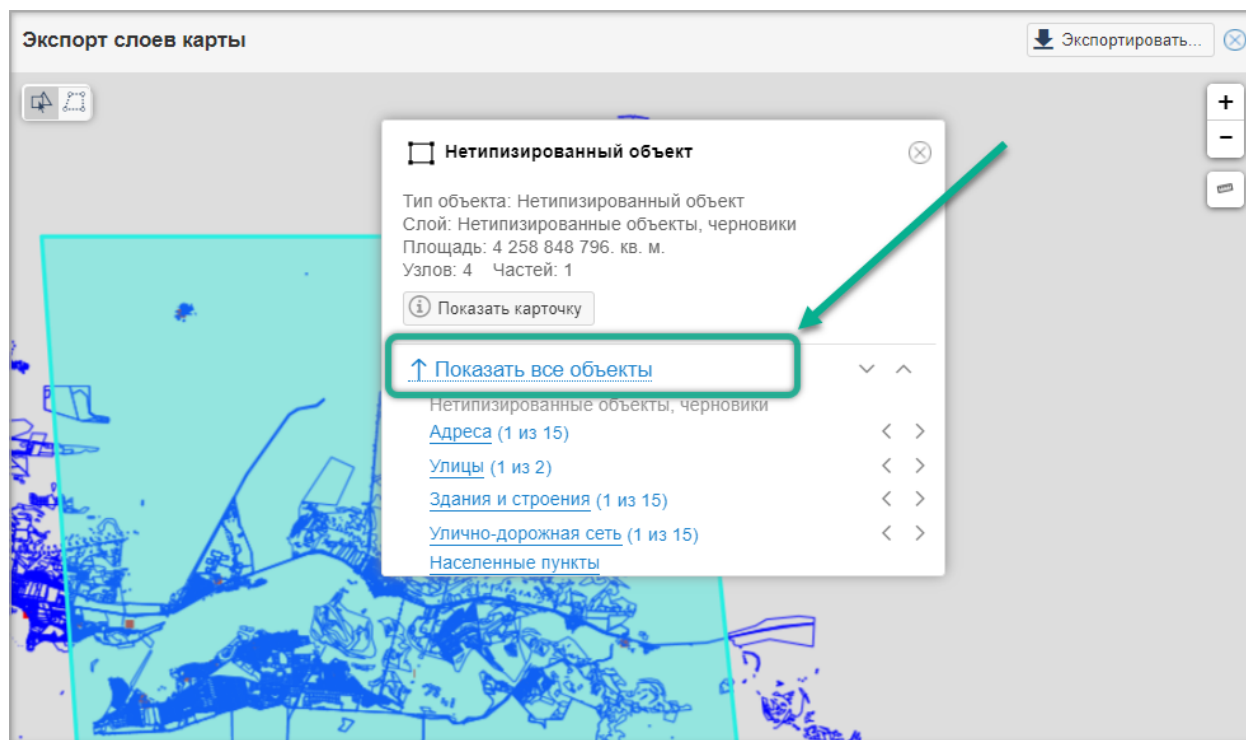 Экспорт слоев карты
Экспортировать...
Нетипизированный объект
Тип объекта: Нетипизированный объект
Слой: Нетипизированные объекты, черновики
Площадь: 4 258 848 796. кв. м.
Узлов: 4 Частей: 1
Показать карточку
Показать все объекты
Нетипизированные объекты, черновики
Адреса (1 из 15)
Улицы (1 из 2)
Здания и строения (1 из 15)
Улично-дорожная сеть (1 из 15)
Населенные пункты